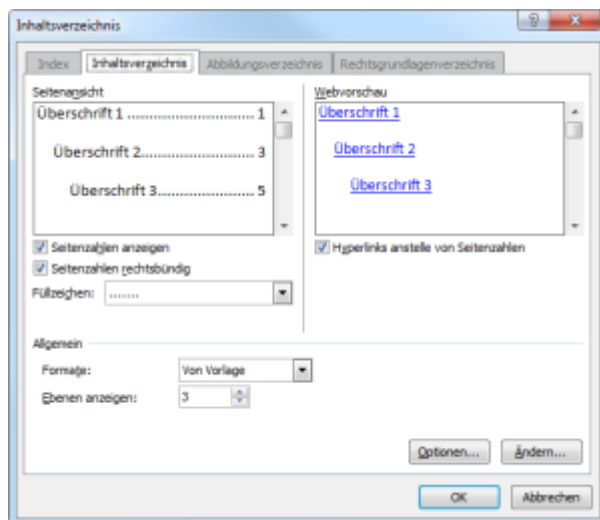 Inhaltsverzeichnis
Index Inhaltsverzeichnis Abbildungsverzeichnis Rechtsgrundlagenverzeichnis
Seitenansicht
Überschrift 1 ............................. 1
Überschrift 2......................... 3
Überschrift 3..................... 5
Seitenzahlen anzeigen
Seitenzahlen rechtsbündig
Füllzeichen: .......
Webvorschau
Überschrift 1
Überschrift 2
Überschrift 3
Hyperlinks anstelle von Seitenzahlen
Allgemein
Formate: Von Vorlage
Ebenen anzeigen: 3
Optionen... Ändern...
OK Abbrechen